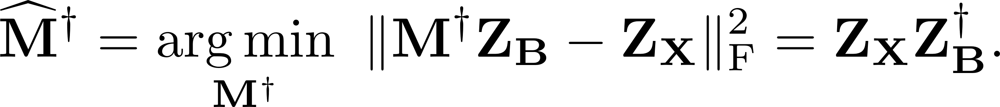 $\widehat{\mathbf{M}}^{\dagger} = \underset{\mathbf{M}^{\dagger}}{\arg\min} \ \|\mathbf{M}^{\dagger}\mathbf{Z}_{\mathbf{B}} - \mathbf{Z}_{\mathbf{X}}\|_{\mathrm{F}}^{2} = \mathbf{Z}_{\mathbf{X}}\mathbf{Z}_{\mathbf{B}}^{\dagger}.$